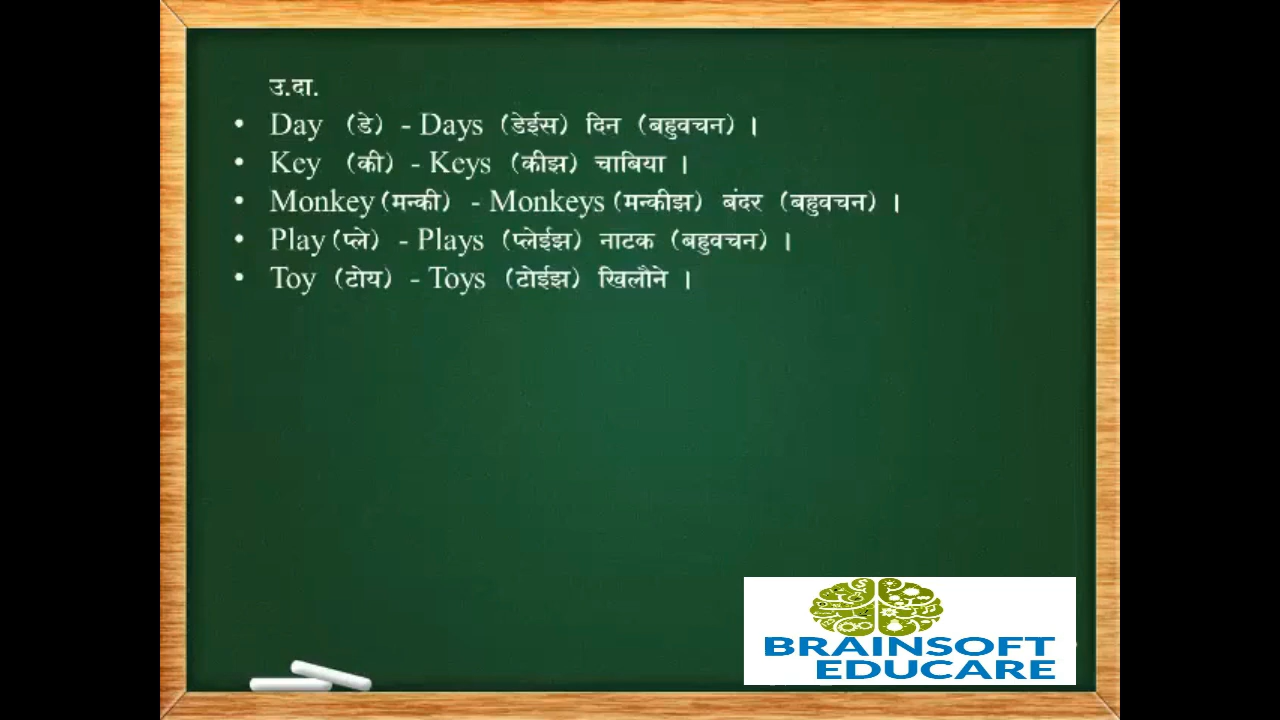 उ.दा.
• Day (डे) - Days (डेईस) दिन (बहुवचन) ।
• Key (की) - Keys (कीझ) चाबिया ।
• Monkey (मन्की) - Monkeys (मन्कीझ) बंदर (बहुवचन) ।
• Play (प्ले) - Plays (प्लेईझ) नाटक (बहुवचन) ।
• Toy (टोय) - Toys (टोईझ) खिलौने ।
BRAINSOFT
EDUCARE